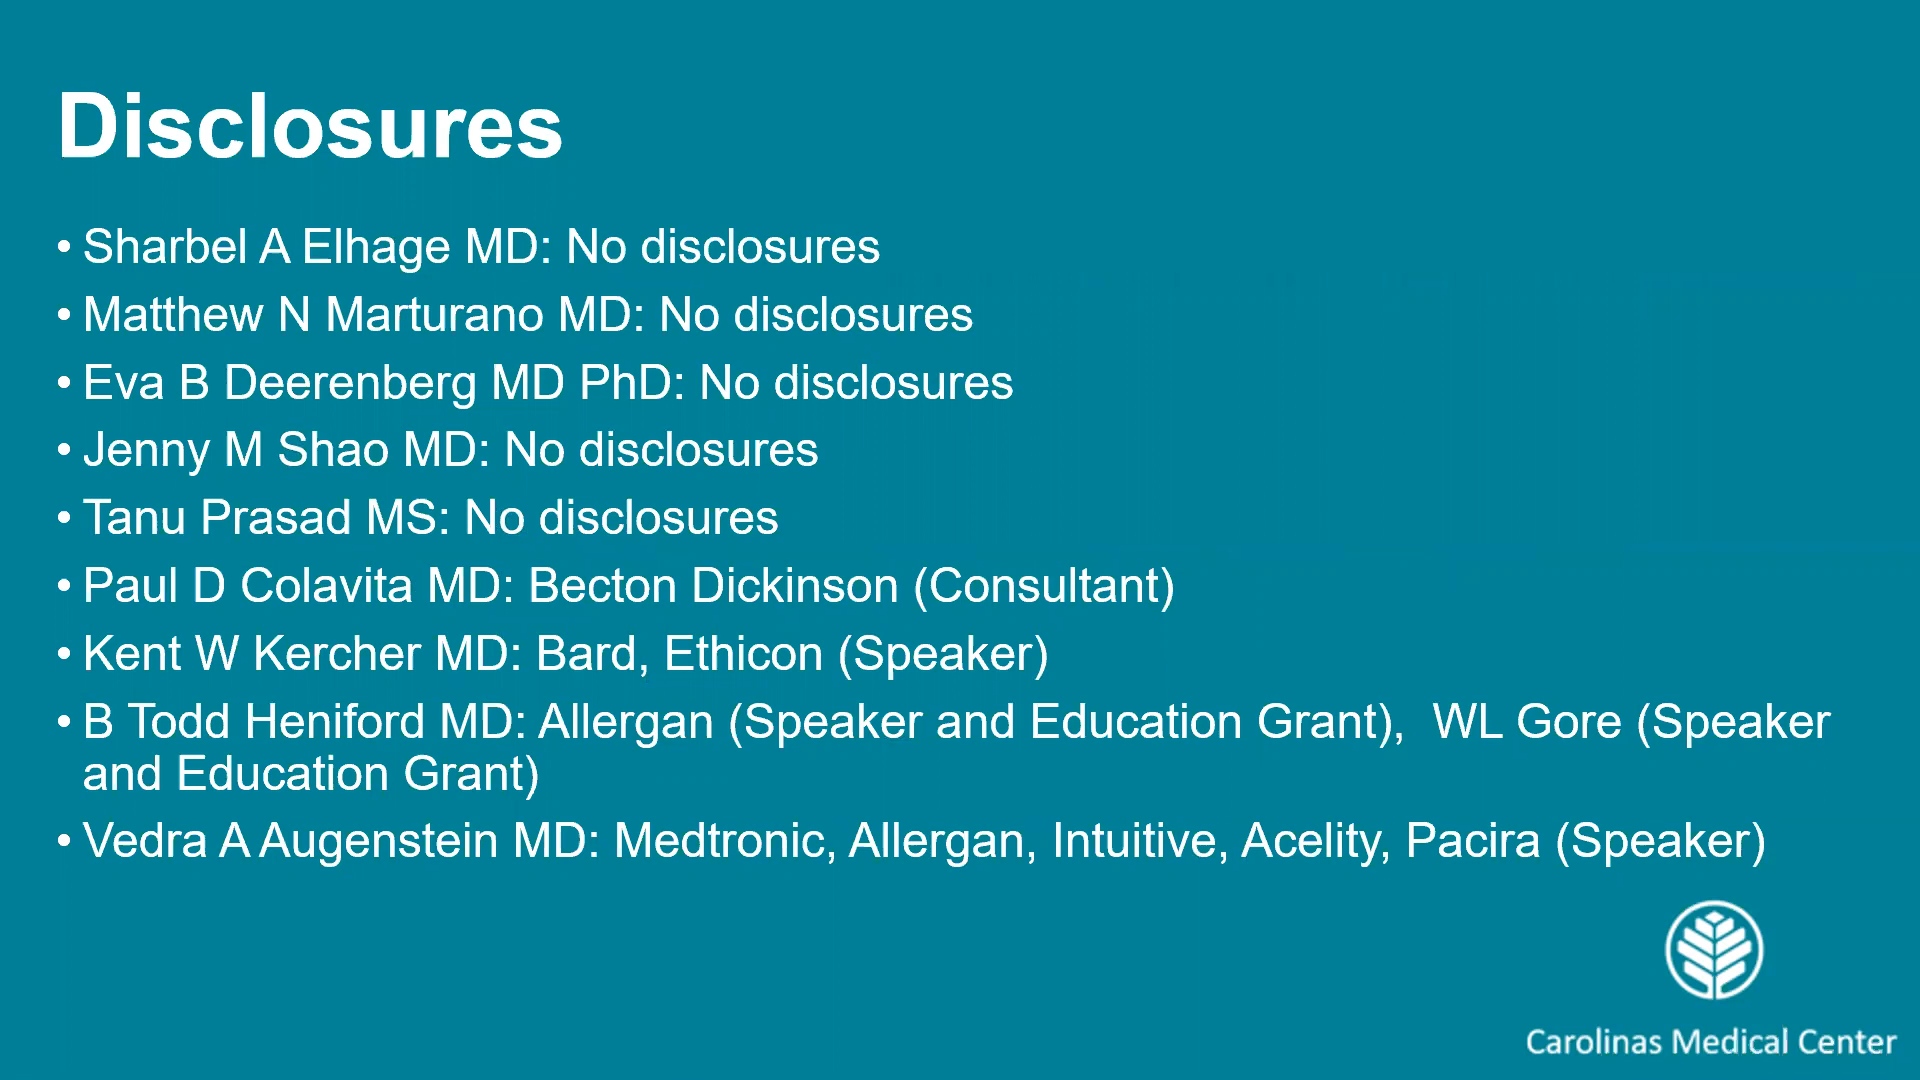 Disclosures
• Sharbel A Elhage MD: No disclosures
• Matthew N Marturano MD: No disclosures
• Eva B Deerenberg MD PhD: No disclosures
• Jenny M Shao MD: No disclosures
• Tanu Prasad MS: No disclosures
• Paul D Colavita MD: Becton Dickinson (Consultant)
• Kent W Kercher MD: Bard, Ethicon (Speaker)
• B Todd Heniford MD: Allergan (Speaker and Education Grant),  WL Gore (Speaker
and Education Grant)
• Vedra A Augenstein MD: Medtronic, Allergan, Intuitive, Acelity, Pacira (Speaker)
Carolinas Medical Center